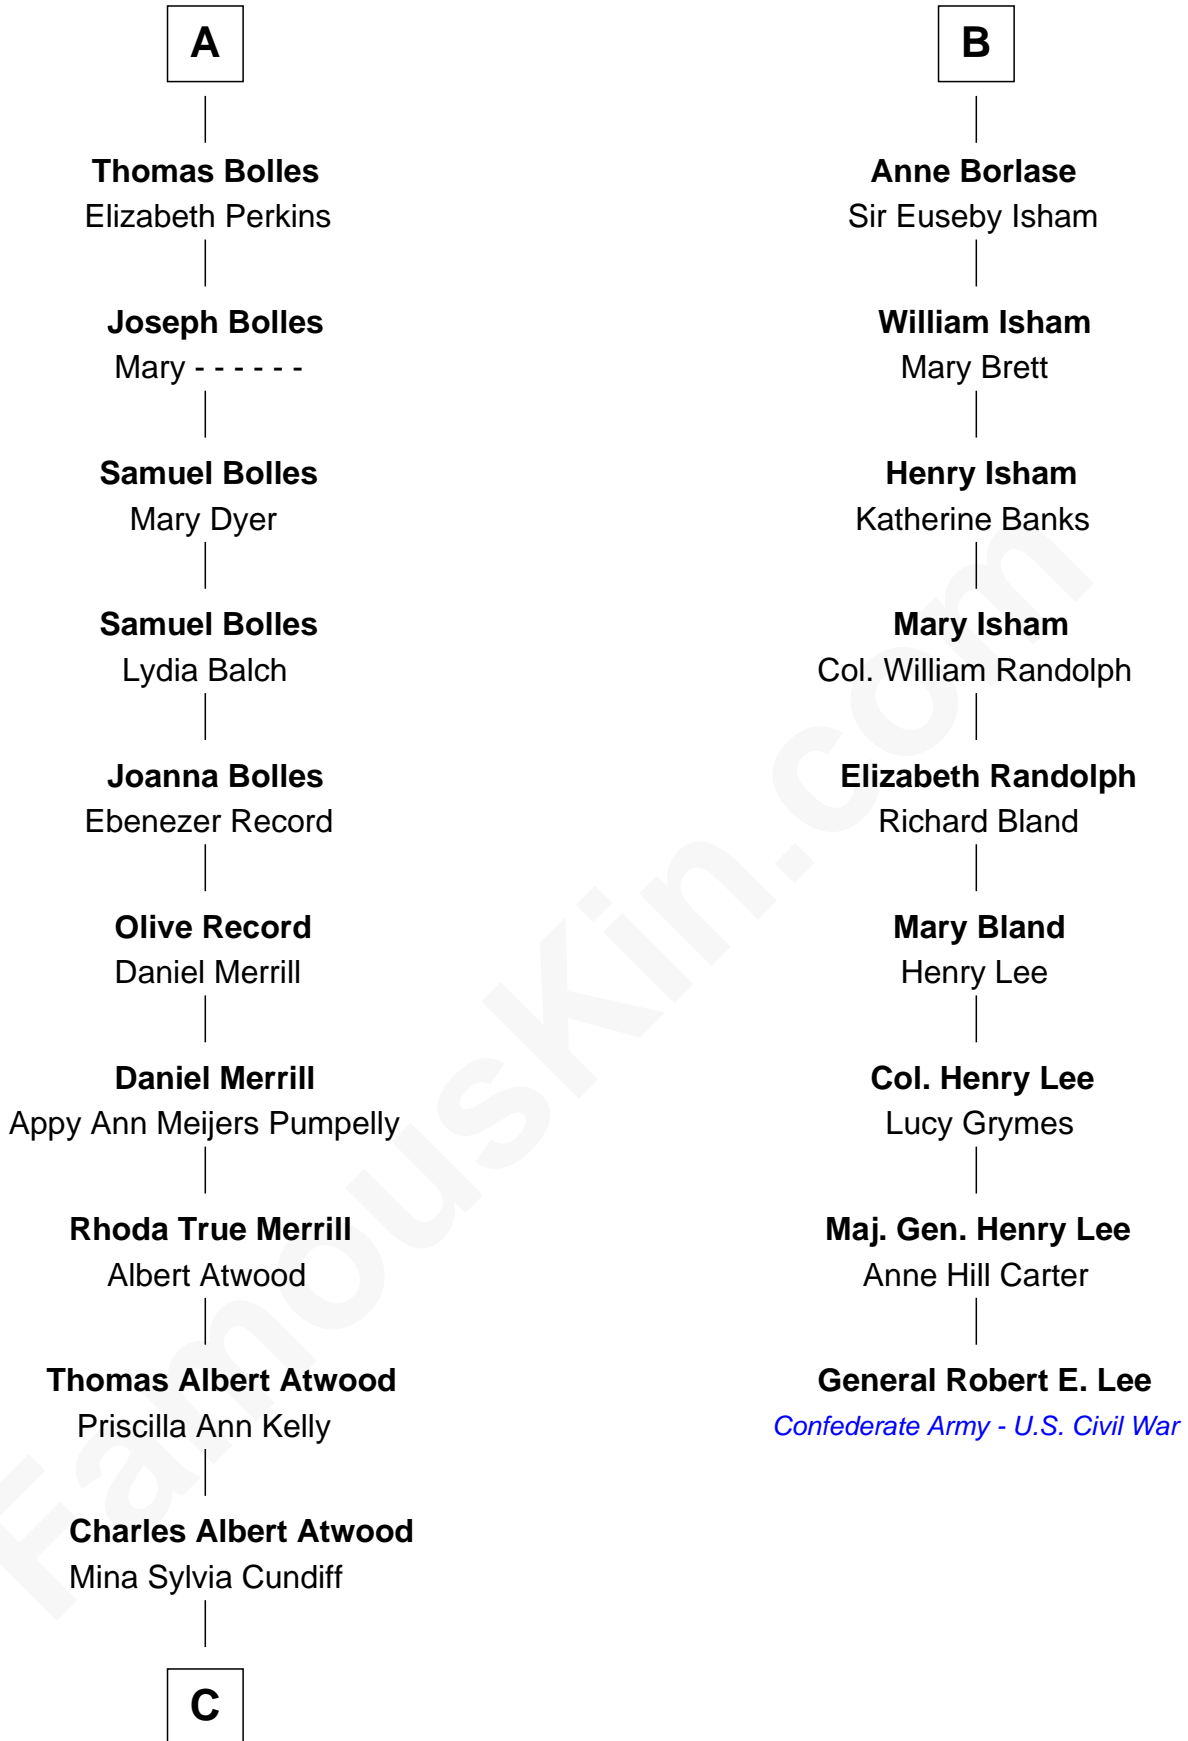 A
Thomas Bolles
Elizabeth Perkins
Joseph Bolles
Mary - - - - - -
Samuel Bolles
Mary Dyer
Samuel Bolles
Lydia Balch
Joanna Bolles
Ebenezer Record
Olive Record
Daniel Merrill
Daniel Merrill
Appy Ann Meijers Pumpelly
Rhoda True Merrill
Albert Atwood
Thomas Albert Atwood
Priscilla Ann Kelly
Charles Albert Atwood
Mina Sylvia Cundiff
C
B
Anne Borlase
Sir Euseby Isham
William Isham
Mary Brett
Henry Isham
Katherine Banks
Mary Isham
Col. William Randolph
Elizabeth Randolph
Richard Bland
Mary Bland
Henry Lee
Col. Henry Lee
Lucy Grymes
Maj. Gen. Henry Lee
Anne Hill Carter
General Robert E. Lee
Confederate Army - U.S. Civil War
FamousKin.com